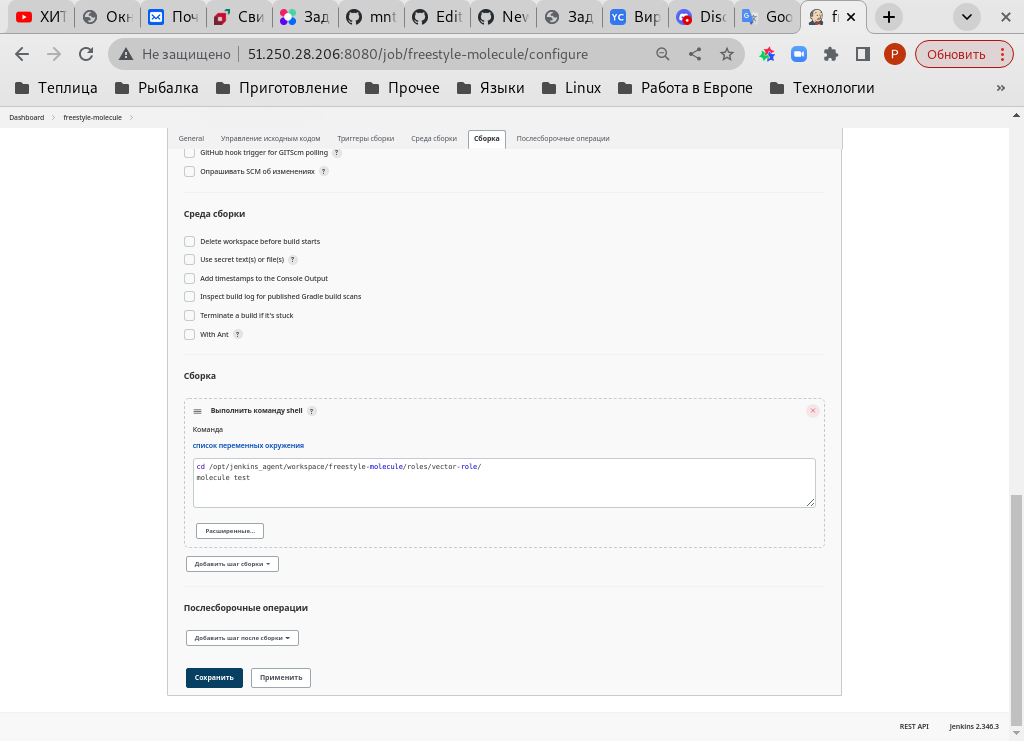 ХИТ
Окн
Поч
Сви
Зад
mnt
Edit
Nev
Зад
YC Вир
Disc
Goo
fr
Не защищено 51.250.28.206:8080/job/freestyle-molecule/configure
P
Обновить
Теплица Рыбалка Приготовление Прочее Языки Linux Работа в Европе Технологии »
Dashboard freestyle-molecule
General Управление исходным кодом Триггеры сборки Среда сборки Сборка Послесборочные операции
GitHub hook trigger for GITScm polling ?
Опрашивать SCM об изменениях ?
Среда сборки
Delete workspace before build starts
Use secret text(s) or file(s) ?
Add timestamps to the Console Output
Inspect build log for published Gradle build scans
Terminate a build if it's stuck
With Ant ?
Сборка
Выполнить команду shell ?
Команда
список переменных окружения
cd /opt/jenkins_agent/workspace/freestyle-molecule/roles/vector-role/
molecule test
Расширенные...
Добавить шаг сборки
Послесборочные операции
Добавить шаг после сборки
Сохранить Применить
REST API Jenkins 2.346.3